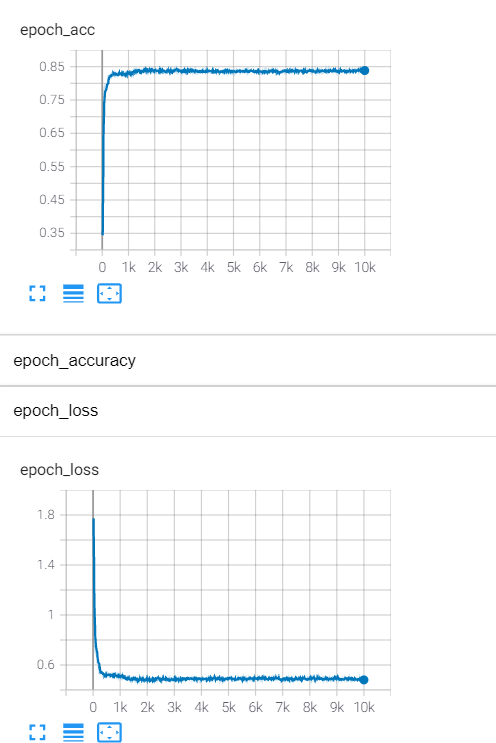 epoch_acc
0.85
0.75
0.65
0.55
0.45
0.35
0 1k 2k 3k 4k 5k 6k 7k 8k 9k 10k
epoch_accuracy
epoch_loss
epoch_loss
1.8
1.4
1
0.6
0 1k 2k 3k 4k 5k 6k 7k 8k 9k 10k